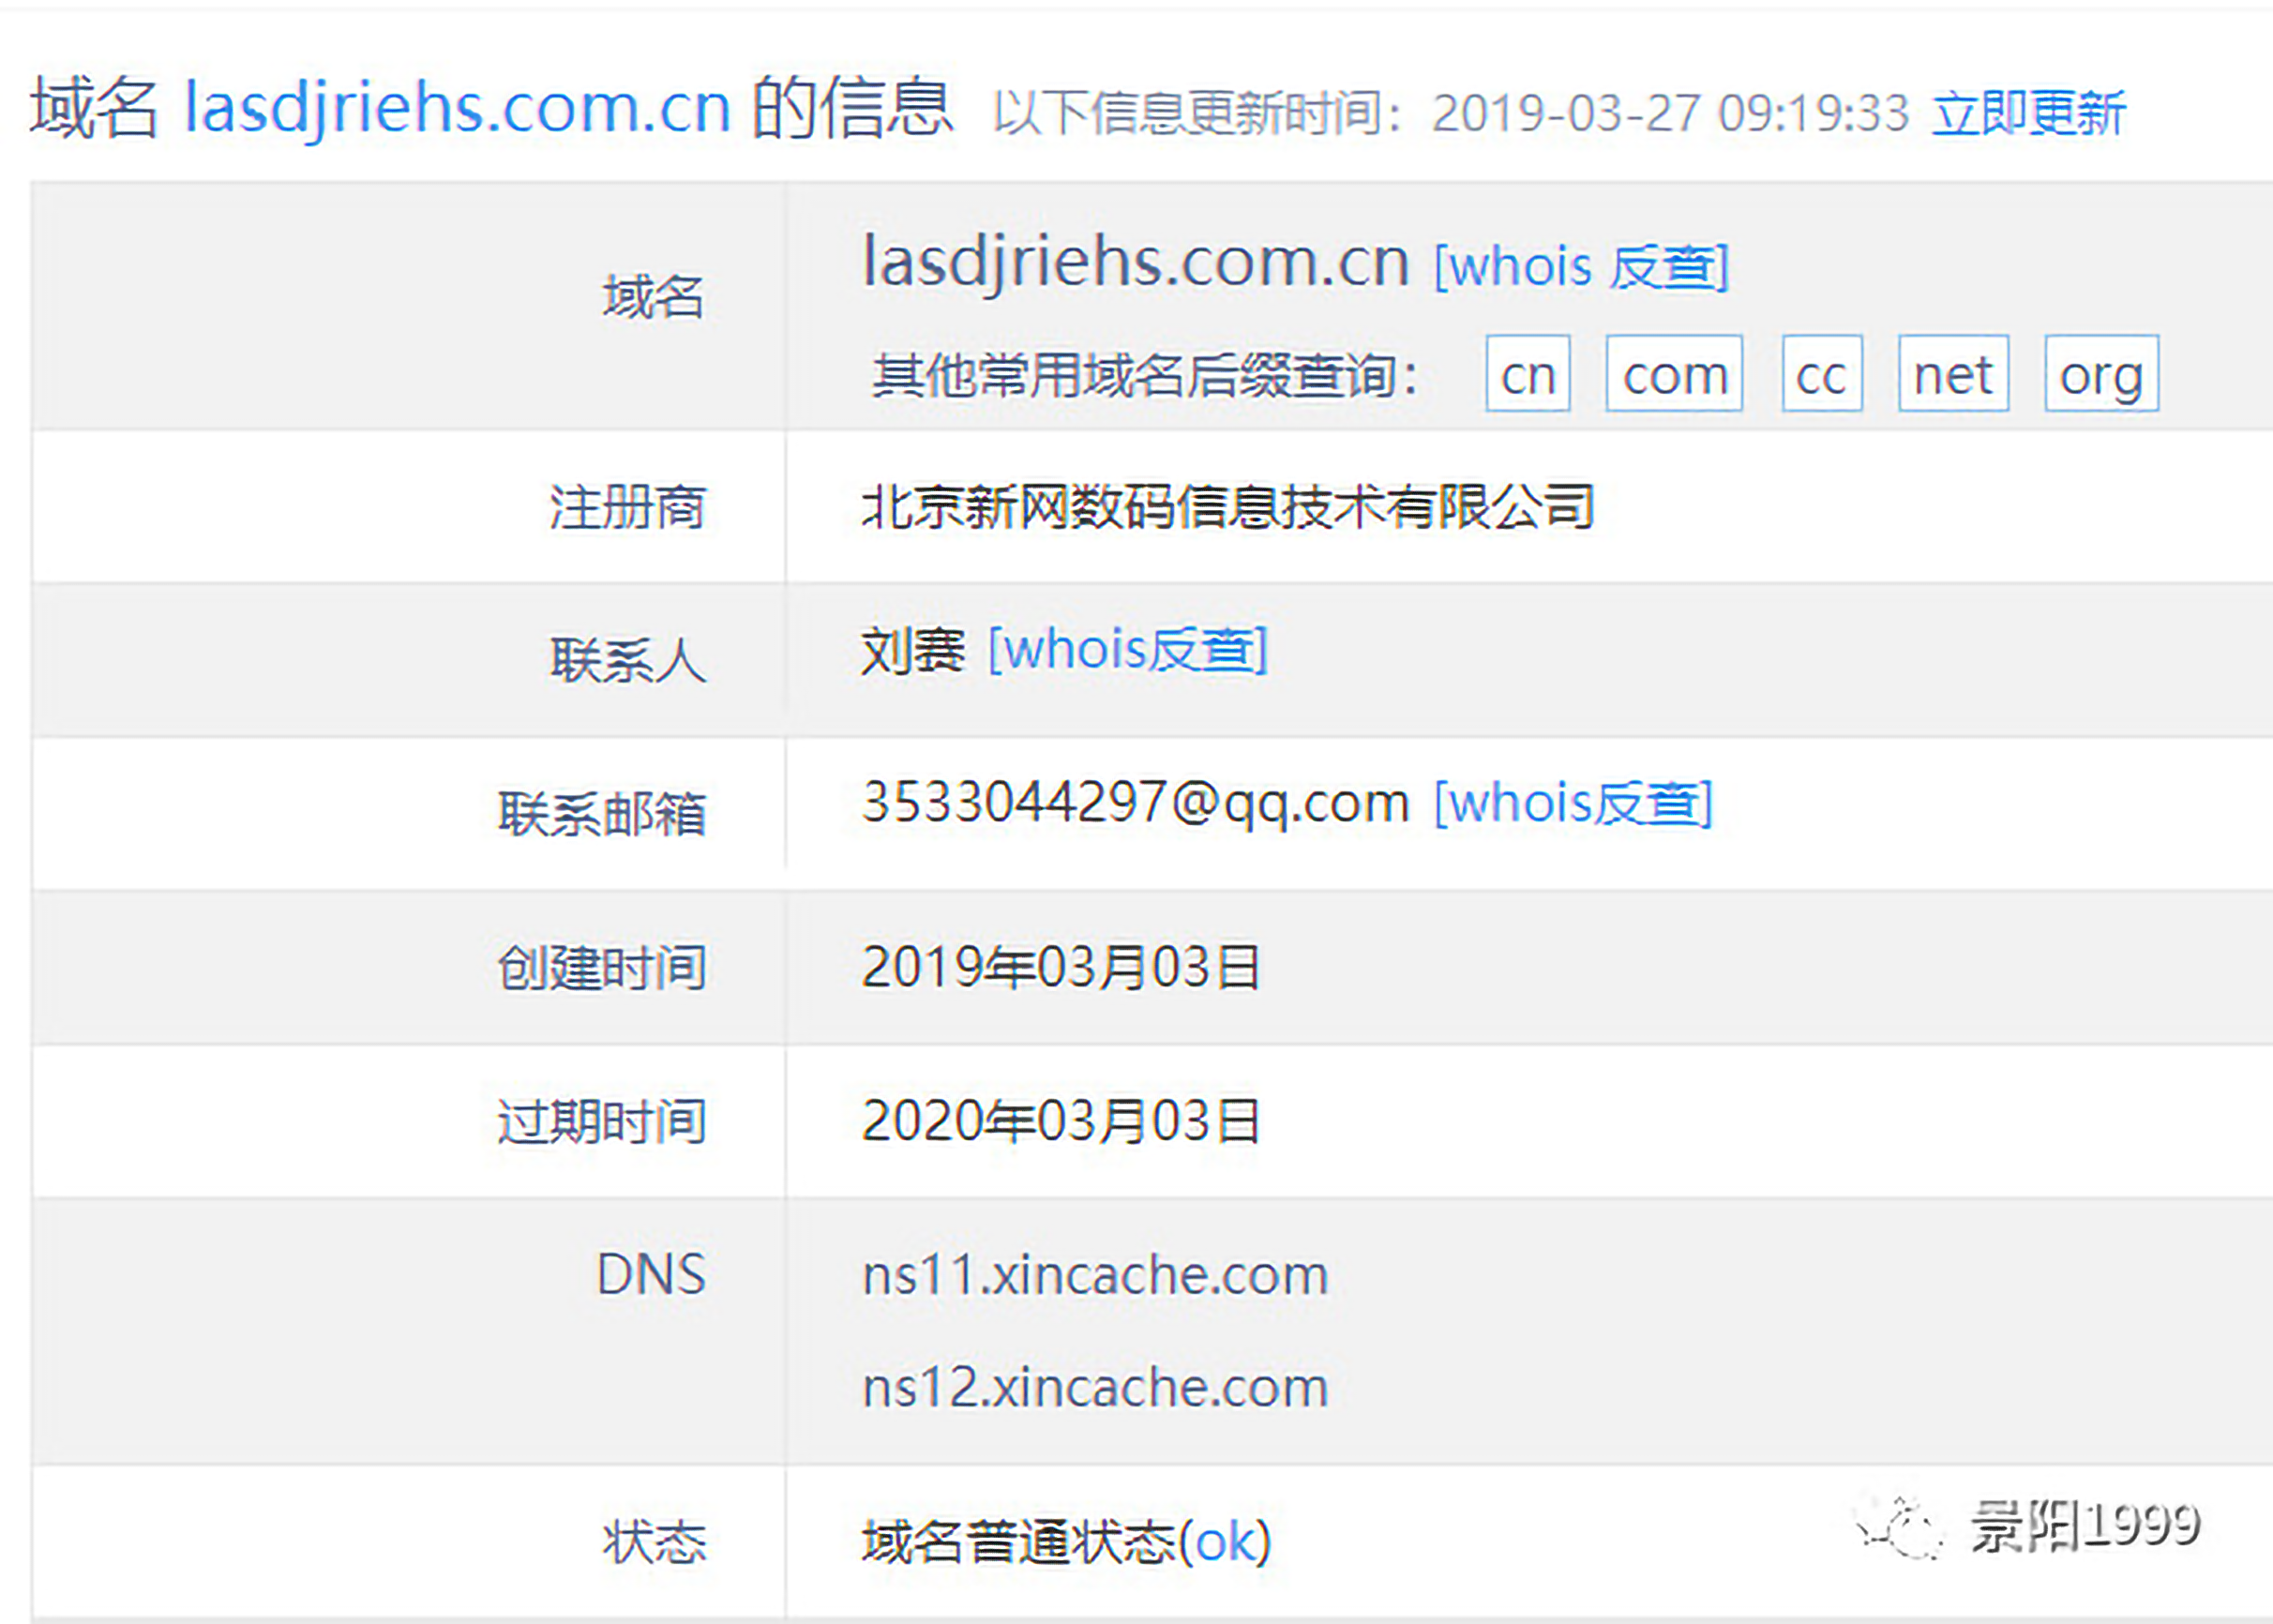 域名 lasdjriehs.com.cn 的信息 以下信息更新时间：2019-03-27 09:19:33 立即更新
域名 lasdjriehs.com.cn [whois 反查]
其他常用域名后缀查询： cn com cc net org
注册商 北京新网数码信息技术有限公司
联系人 刘赛 [whois反查]
联系邮箱 3533044297@qq.com [whois反查]
创建时间 2019年03月03日
过期时间 2020年03月03日
DNS ns11.xincache.com
ns12.xincache.com
状态 域名普通状态(ok)
景阳1999